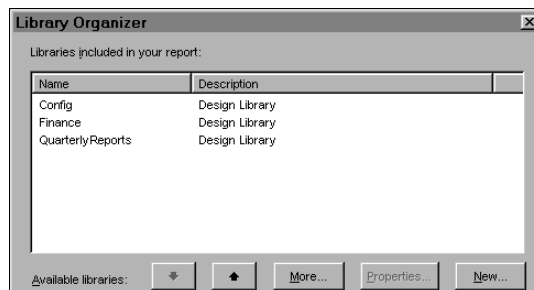 Library Organizer
Libraries included in your report:
Name Description
Config Design Library
Finance Design Library
QuarterlyReports Design Library
Available libraries: More... Properties... New...